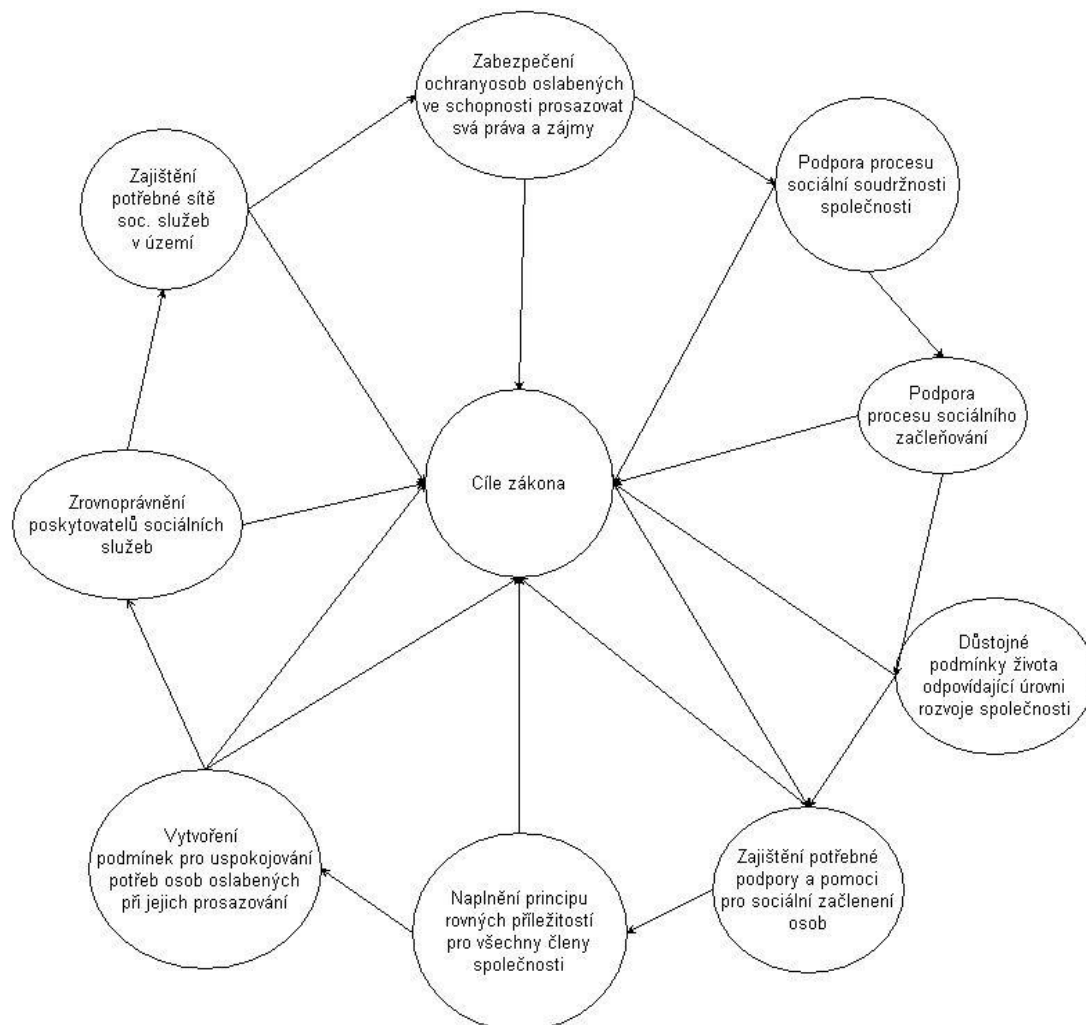 Zabezpečení
ochranyosob oslabených
ve schopnosti prosazovat
svá práva a zájmy
Podpora procesu
sociální soudržnosti
společnosti
Zajištění
potřebné sítě
soc. služeb
v území
Podpora
procesu sociálního
začleňování
Cíle zákona
Zrovnoprávnění
poskytovatelů sociálních
služeb
Důstojné
podmínky života
odpovídající úrovni
rozvoje společnosti
Vytvoření
podmínek pro uspokojování
potřeb osob oslabených
při jejich prosazování
Naplnění principu
rovných příležitostí
pro všechny členy
společnosti
Zajištění potřebné
podpory a pomoci
pro sociální začlenení
osob